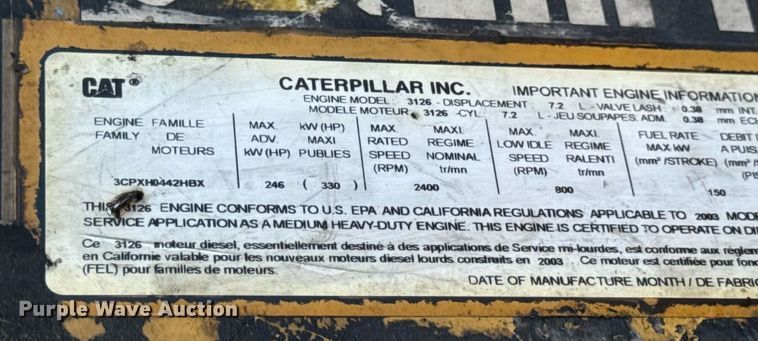 CAT®
CATERPILLAR INC. IMPORTANT ENGINE INFORMATION
ENGINE MODEL: 3126 - DISPLACEMENT: 7.2 L - VALVE LASH: 0.38 mm INT.
MODELE MOTEUR: 3126 - CYL: 7.2 L - JEU SOUPAPES. ADM. 0.38 mm ECH
ENGINE FAMILLE MAX. kW (HP) MAX MAXI. MAX. MAXI. FUEL RATE DEBIT
FAMILY DE ADV. MAXI RATED REGIME LOW IDLE REGIME MAX kW A PUIS
MOTEURS kW (HP) PUBLIES SPEED NOMINAL SPEED RALENTI (mm³/STROKE) (mm³/
(RPM) tr/mn (RPM) tr/mn (PIS
3CPXH0442HBX 246 ( 330 ) 2400 800 150
THIS 3126 ENGINE CONFORMS TO U.S. EPA AND CALIFORNIA REGULATIONS APPLICABLE TO 2003 MODE
SERVICE APPLICATION AS A MEDIUM HEAVY-DUTY ENGINE. THIS ENGINE IS CERTIFIED TO OPERATE ON DI
Ce 3126 moteur diesel, essentiellement destiné à des applications de Service mi-lourdes, est conforme aux réglem
en Californie valable pour les nouveaux moteurs diesel lourds construits en 2003 . Ce moteur est certifiée pour fonc
(FEL) pour familles de moteurs.
DATE OF MANUFACTURE MONTH / DE FABRIC
Purple Wave Auction